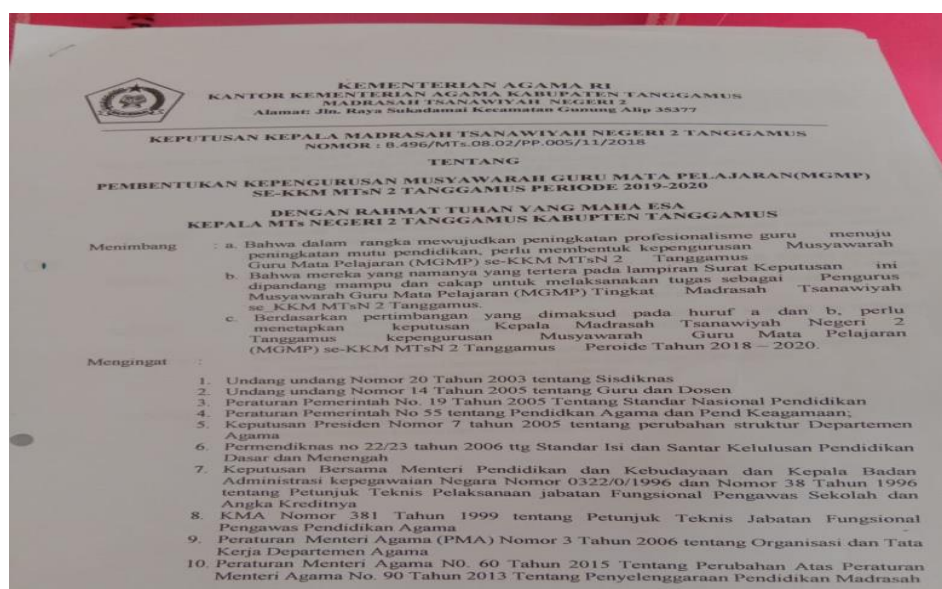 KEMENTERIAN AGAMA RI
KANTOR KEMENTERIAN AGAMA KABUPATEN TANGGAMUS
MADRASAH TSANAWIYAH NEGERI 2
Alamat: Jln. Raya Sukadamai Kecamatan Gunung Alip 35377
KEPUTUSAN KEPALA MADRASAH TSANAWIYAH NEGERI 2 TANGGAMUS
NOMOR : B.496/MTs.08.02/PP.005/11/2018
TENTANG
PEMBENTUKAN KEPENGURUSAN MUSYAWARAH GURU MATA PELAJARAN(MGMP)
SE-KKM MTsN 2 TANGGAMUS PERIODE 2019-2020
DENGAN RAHMAT TUHAN YANG MAHA ESA
KEPALA MTs NEGERI 2 TANGGAMUS KABUPTEN TANGGAMUS
Menimbang : a. Bahwa dalam rangka mewujudkan peningkatan profesionalisme guru menuju
peningkatan mutu pendidikan, perlu membentuk kepengurusan Musyawarah
Guru Mata Pelajaran (MGMP) se-KKM MTsN 2 Tanggamus
b. Bahwa mereka yang namanya yang tertera pada lampiran Surat Keputusan ini
dipandang mampu dan cakap untuk melaksanakan tugas sebagai Pengurus
Musyawarah Guru Mata Pelajaran (MGMP) Tingkat Madrasah Tsanawiyah
se_KKM MTsN 2 Tanggamus.
c. Berdasarkan pertimbangan yang dimaksud pada huruf a dan b, perlu
menetapkan keputusan Kepala Madrasah Tsanawiyah Negeri 2
Tanggamus kepengurusan Musyawarah Guru Mata Pelajaran
(MGMP) se-KKM MTsN 2 Tanggamus Peroide Tahun 2018 – 2020.
Mengingat :
1. Undang undang Nomor 20 Tahun 2003 tentang Sisdiknas
2. Undang undang Nomor 14 Tahun 2005 tentang Guru dan Dosen
3. Peraturan Pemerintah No. 19 Tahun 2005 Tentang Standar Nasional Pendidikan
4. Peraturan Pemerintah No 55 tentang Pendidkan Agama dan Pend Keagamaan;
5. Keputusan Presiden Nomor 7 tahun 2005 tentang perubahan struktur Departemen
Agama
6. Permendiknas no 22/23 tahun 2006 ttg Standar Isi dan Santar Kelulusan Pendidikan
Dasar dan Menengah
7. Keputusan Bersama Menteri Pendidikan dan Kebudayaan dan Kepala Badan
Administrasi kepegawaian Negara Nomor 0322/0/1996 dan Nomor 38 Tahun 1996
tentang Petunjuk Teknis Pelaksanaan jabatan Fungsional Pengawas Sekolah dan
Angka Kreditnya
8. KMA Nomor 381 Tahun 1999 tentang Petunjuk Teknis Jabatan Fungsional
Pengawas Pendidikan Agama
9. Peraturan Menteri Agama (PMA) Nomor 3 Tahun 2006 tentang Organisasi dan Tata
Kerja Departemen Agama
10. Peraturan Menteri Agama N0. 60 Tahun 2015 Tentang Perubahan Atas Peraturan
Menteri Agama No. 90 Tahun 2013 Tentang Penyelenggaraan Pendidikan Madrasah